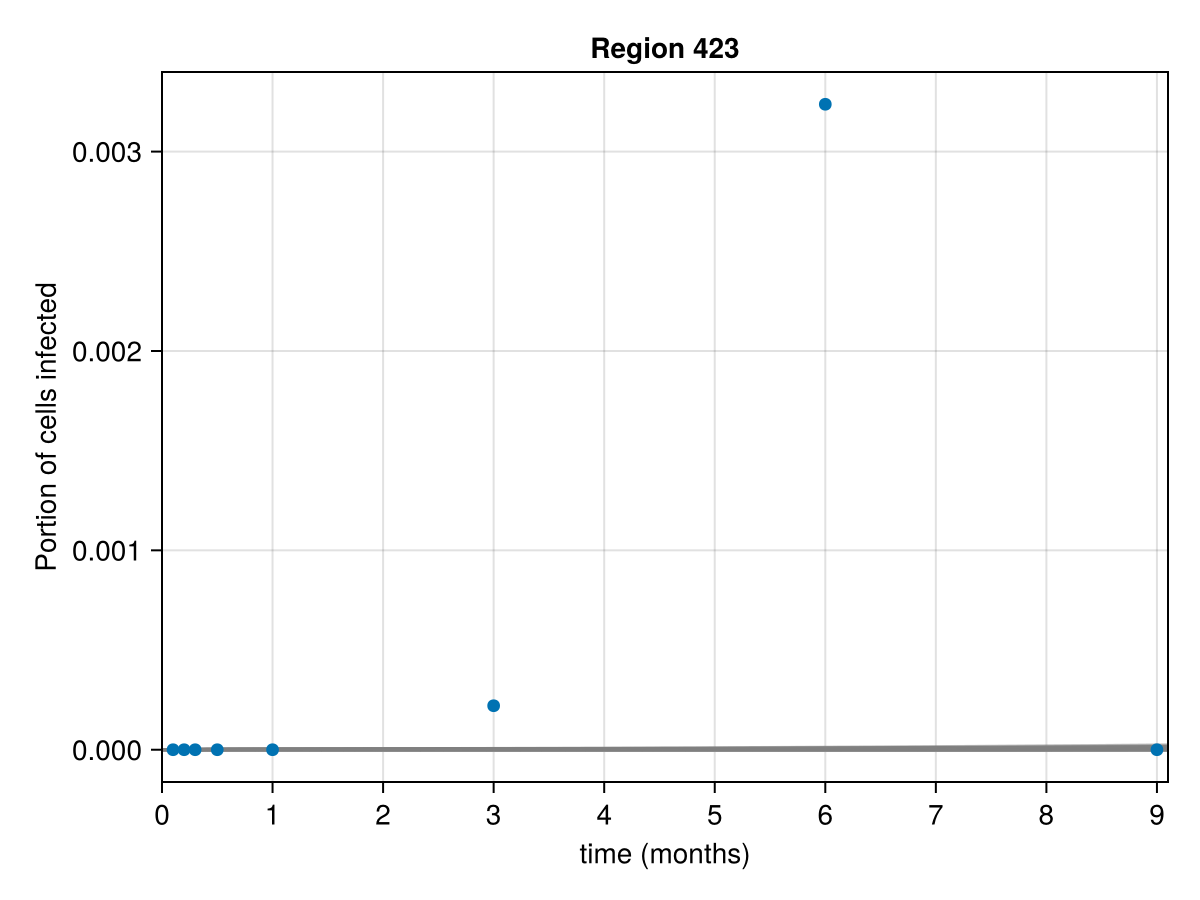 Region 423
Portion of cells infected
0.003
0.002
0.001
0.000
0 1 2 3 4 5 6 7 8 9
time (months)